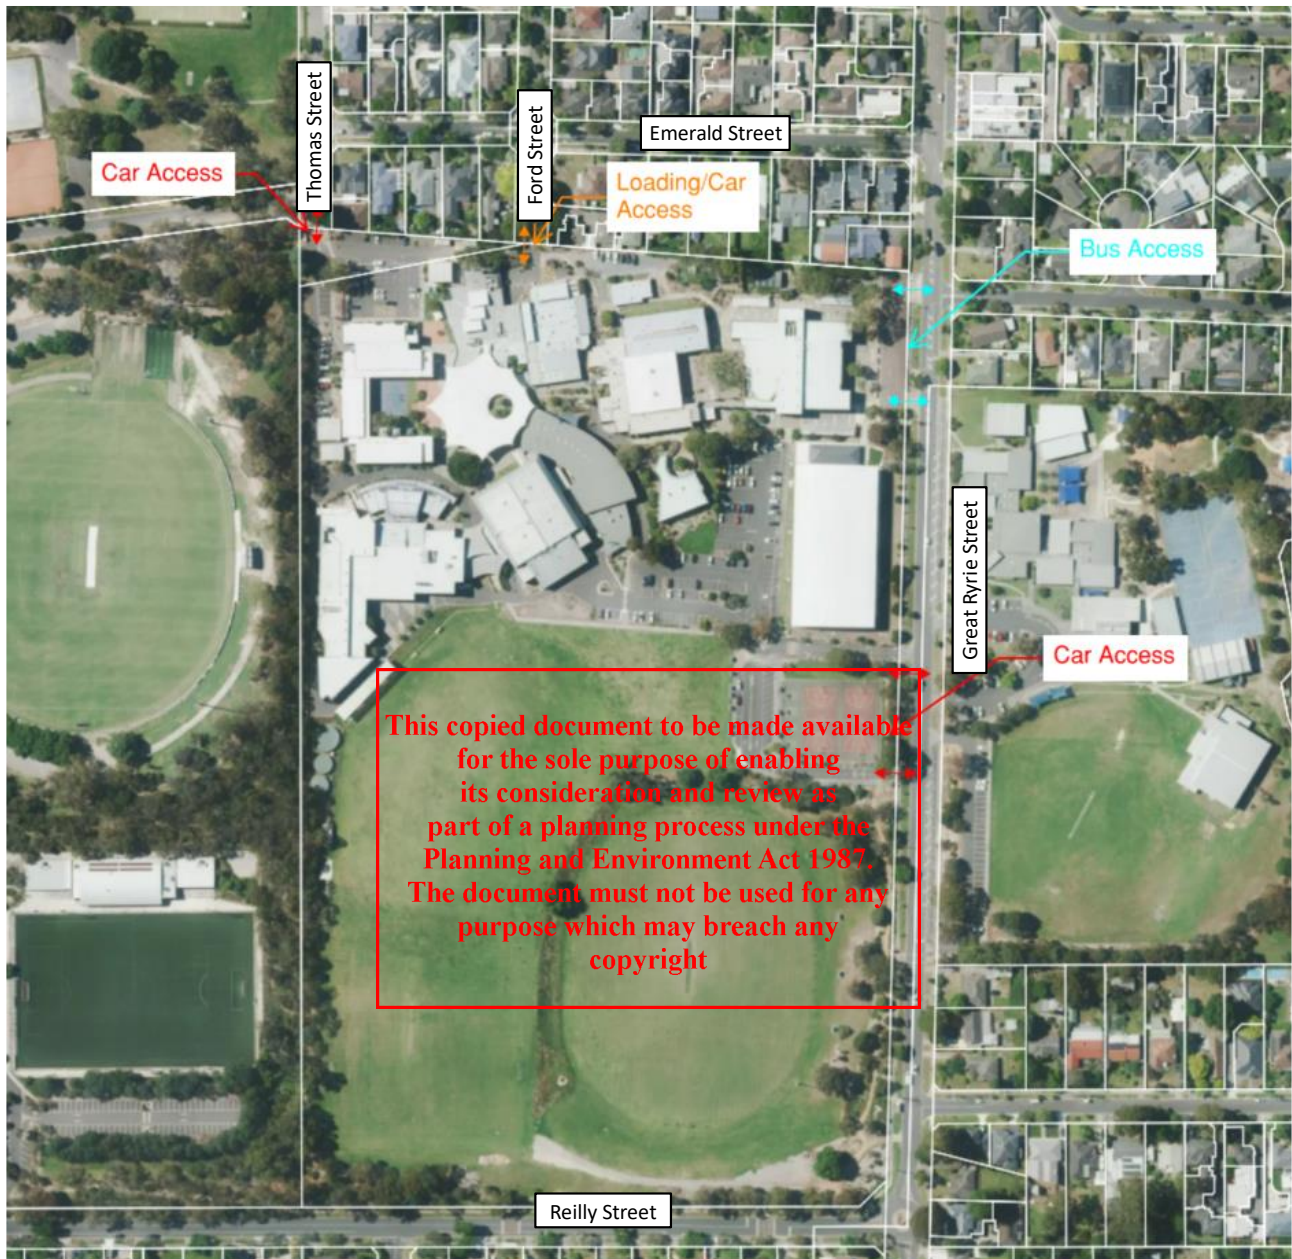 Thomas Street
Ford Street
Emerald Street
Car Access
Loading/Car
Access
Bus Access
Great Ryrie Street
Car Access
This copied document to be made available
for the sole purpose of enabling
its consideration and review as
part of a planning process under the
Planning and Environment Act 1987.
The document must not be used for any
purpose which may breach any
copyright
Reilly Street